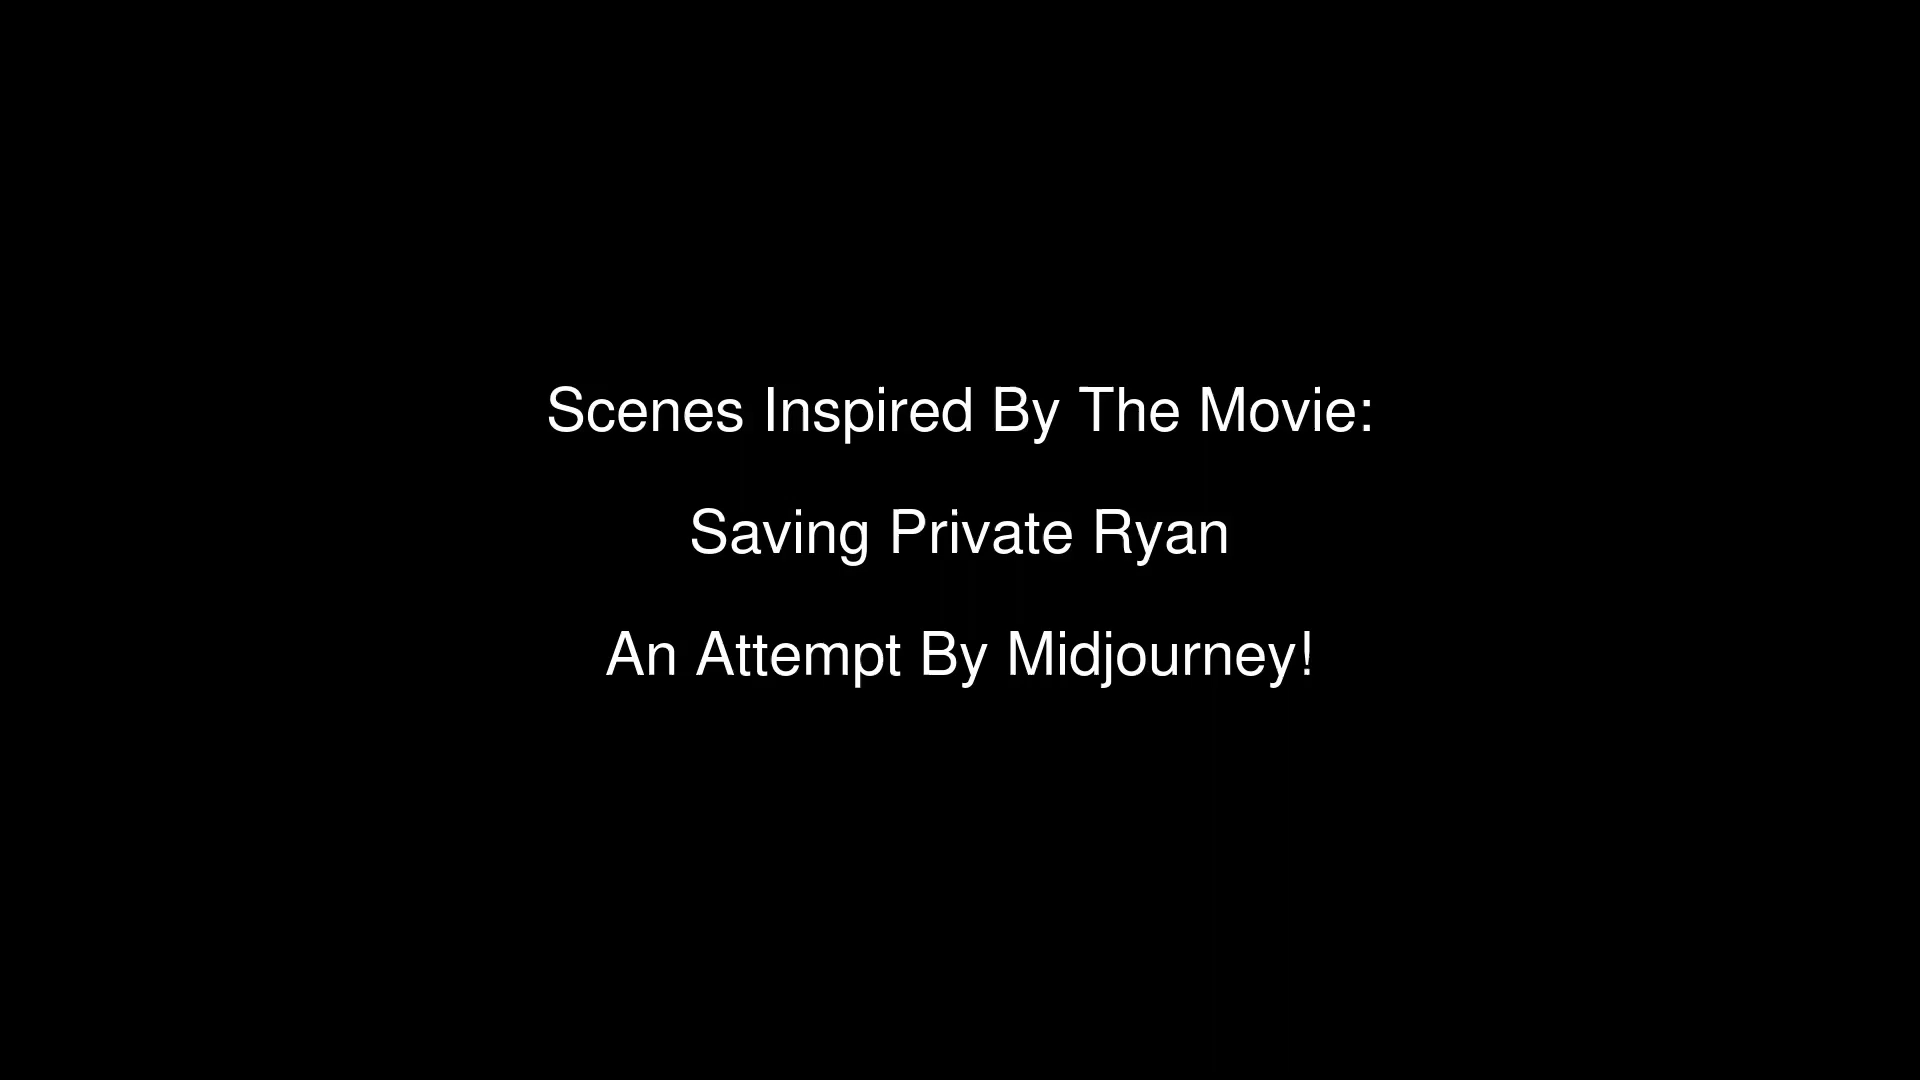 Scenes Inspired By The Movie:
Saving Private Ryan
An Attempt By Midjourney!